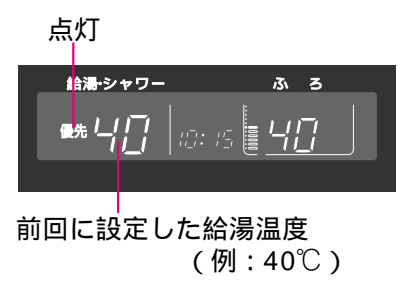 点灯
給湯・シャワー ふろ
優先 40 10:15 40
前回に設定した給湯温度
(例:40℃)